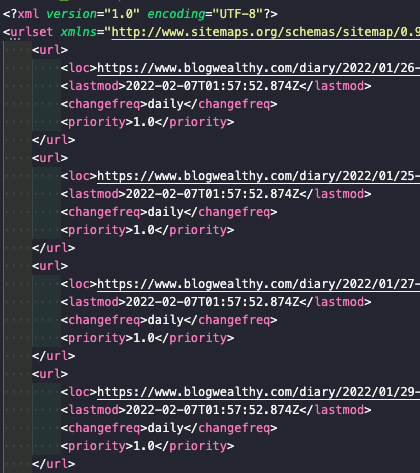 <?xml version="1.0" encoding="UTF-8"?>
<urlset xmlns="http://www.sitemaps.org/schemas/sitemap/0.9
<url>
<loc>https://www.blogwealthy.com/diary/2022/01/26-
<lastmod>2022-02-07T01:57:52.874Z</lastmod>
<changefreq>daily</changefreq>
<priority>1.0</priority>
</url>
<url>
<loc>https://www.blogwealthy.com/diary/2022/01/25-
<lastmod>2022-02-07T01:57:52.874Z</lastmod>
<changefreq>daily</changefreq>
<priority>1.0</priority>
</url>
<url>
<loc>https://www.blogwealthy.com/diary/2022/01/27-
<lastmod>2022-02-07T01:57:52.874Z</lastmod>
<changefreq>daily</changefreq>
<priority>1.0</priority>
</url>
<url>
<loc>https://www.blogwealthy.com/diary/2022/01/29-
<lastmod>2022-02-07T01:57:52.874Z</lastmod>
<changefreq>daily</changefreq>
<priority>1.0</priority>
</url>